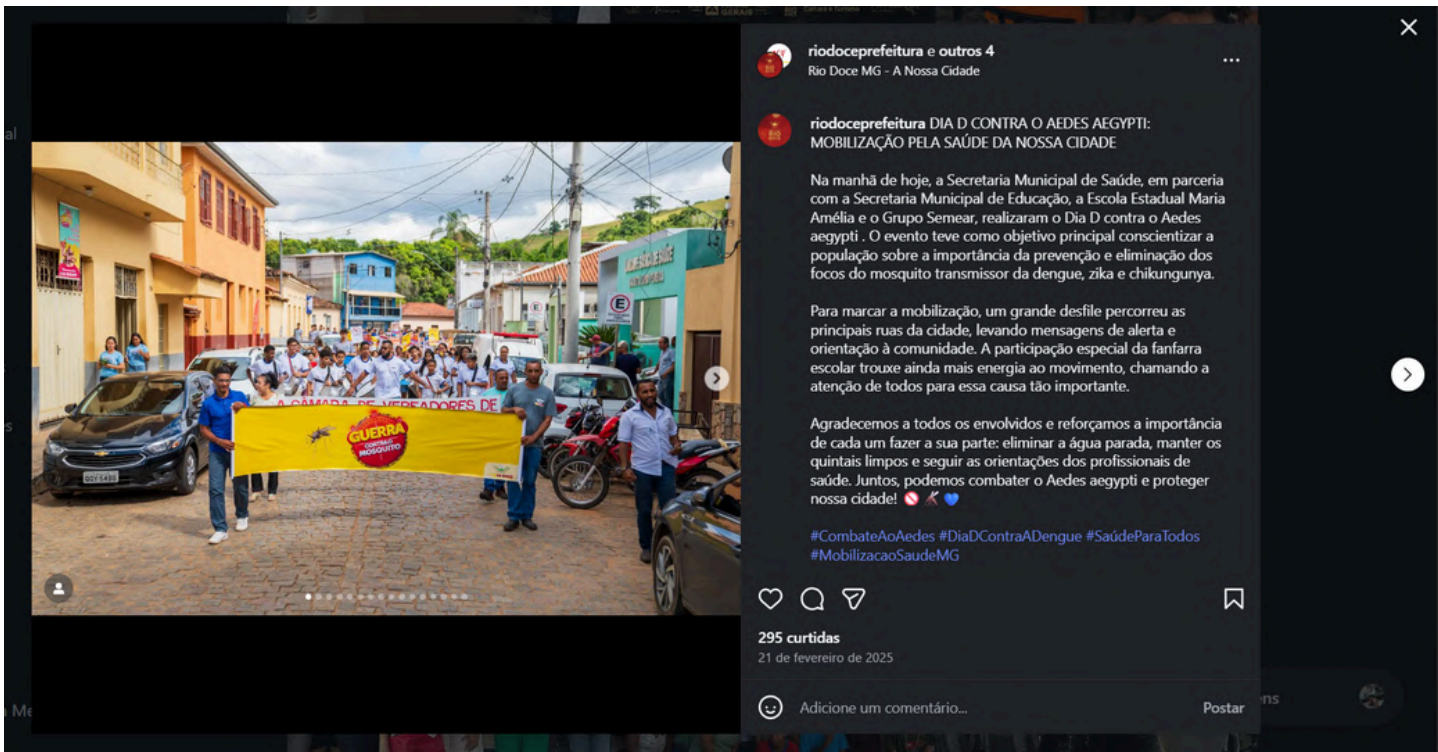 riodoceprefeitura e outros 4
Rio Doce MG - A Nossa Cidade
riodoceprefeitura DIA D CONTRA O AEDES AEGYPTI:
MOBILIZAÇÃO PELA SAÚDE DA NOSSA CIDADE
Na manhã de hoje, a Secretaria Municipal de Saúde, em parceria
com a Secretaria Municipal de Educação, a Escola Estadual Maria
Amélia e o Grupo Semear, realizaram o Dia D contra o Aedes
aegypti . O evento teve como objetivo principal conscientizar a
população sobre a importância da prevenção e eliminação dos
focos do mosquito transmissor da dengue, zika e chikungunya.
Para marcar a mobilização, um grande desfile percorreu as
principais ruas da cidade, levando mensagens de alerta e
orientação à comunidade. A participação especial da fanfarra
escolar trouxe ainda mais energia ao movimento, chamando a
atenção de todos para essa causa tão importante.
Agradecemos a todos os envolvidos e reforçamos a importância
de cada um fazer a sua parte: eliminar a água parada, manter os
quintais limpos e seguir as orientações dos profissionais de
saúde. Juntos, podemos combater o Aedes aegypti e proteger
nossa cidade!
#CombateAoAedes #DiaDContraADengue #SaúdeParaTodos
#MobilizacaoSaudeMG
295 curtidas
21 de fevereiro de 2025
Adicione um comentário... Postar
A CÂMARA DE VEREADORES DE
GUERRA
CONTRA O
MOSQUITO
E